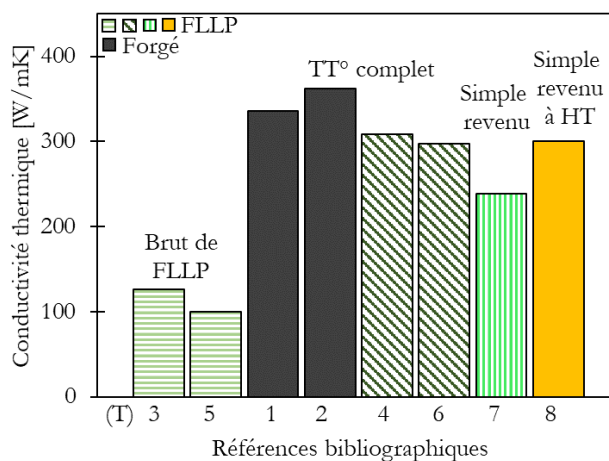 FLLP
Forgé
Conductivité thermique [W/mK]
400
300
200
100
0
Brut de
FLLP
TT° complet
Simple
revenu
Simple
revenu
à HT
(T) 3 5 1 2 4 6 7 8
Références bibliographiques